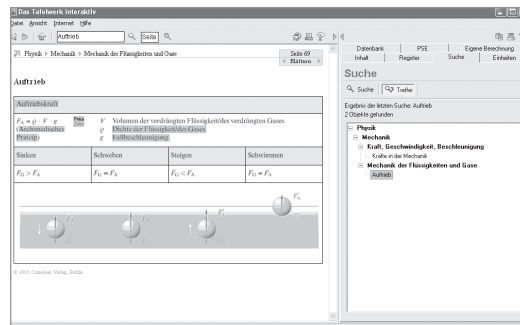 Das Tafelwerk interaktiv
Datei Ansicht Internet Hilfe
Auftrieb Seite
Physik Mechanik Mechanik der Flüssigkeiten und Gase
Seite 69
Blättern
Auftrieb
Auftriebskraft
F_A = ϱ · V · g
(Archimedisches
Prinzip)
V Volumen der verdrängten Flüssigkeit/des verdrängten Gases
ϱ Dichte der Flüssigkeit/des Gases
g Fallbeschleunigung
Sinken Schweben Steigen Schwimmen
F_G > F_A F_G = F_A F_G < F_A F_G = F_A
Datenbank PSE Eigene Berechnung
Inhalt Register Suche Einheiten
Suche
Suche Treffer
Ergebnis der letzten Suche: Auftrieb
2 Objekte gefunden
Physik
Mechanik
Kraft, Geschwindigkeit, Beschleunigung
Kräfte in der Mechanik
Mechanik der Flüssigkeiten und Gase
Auftrieb